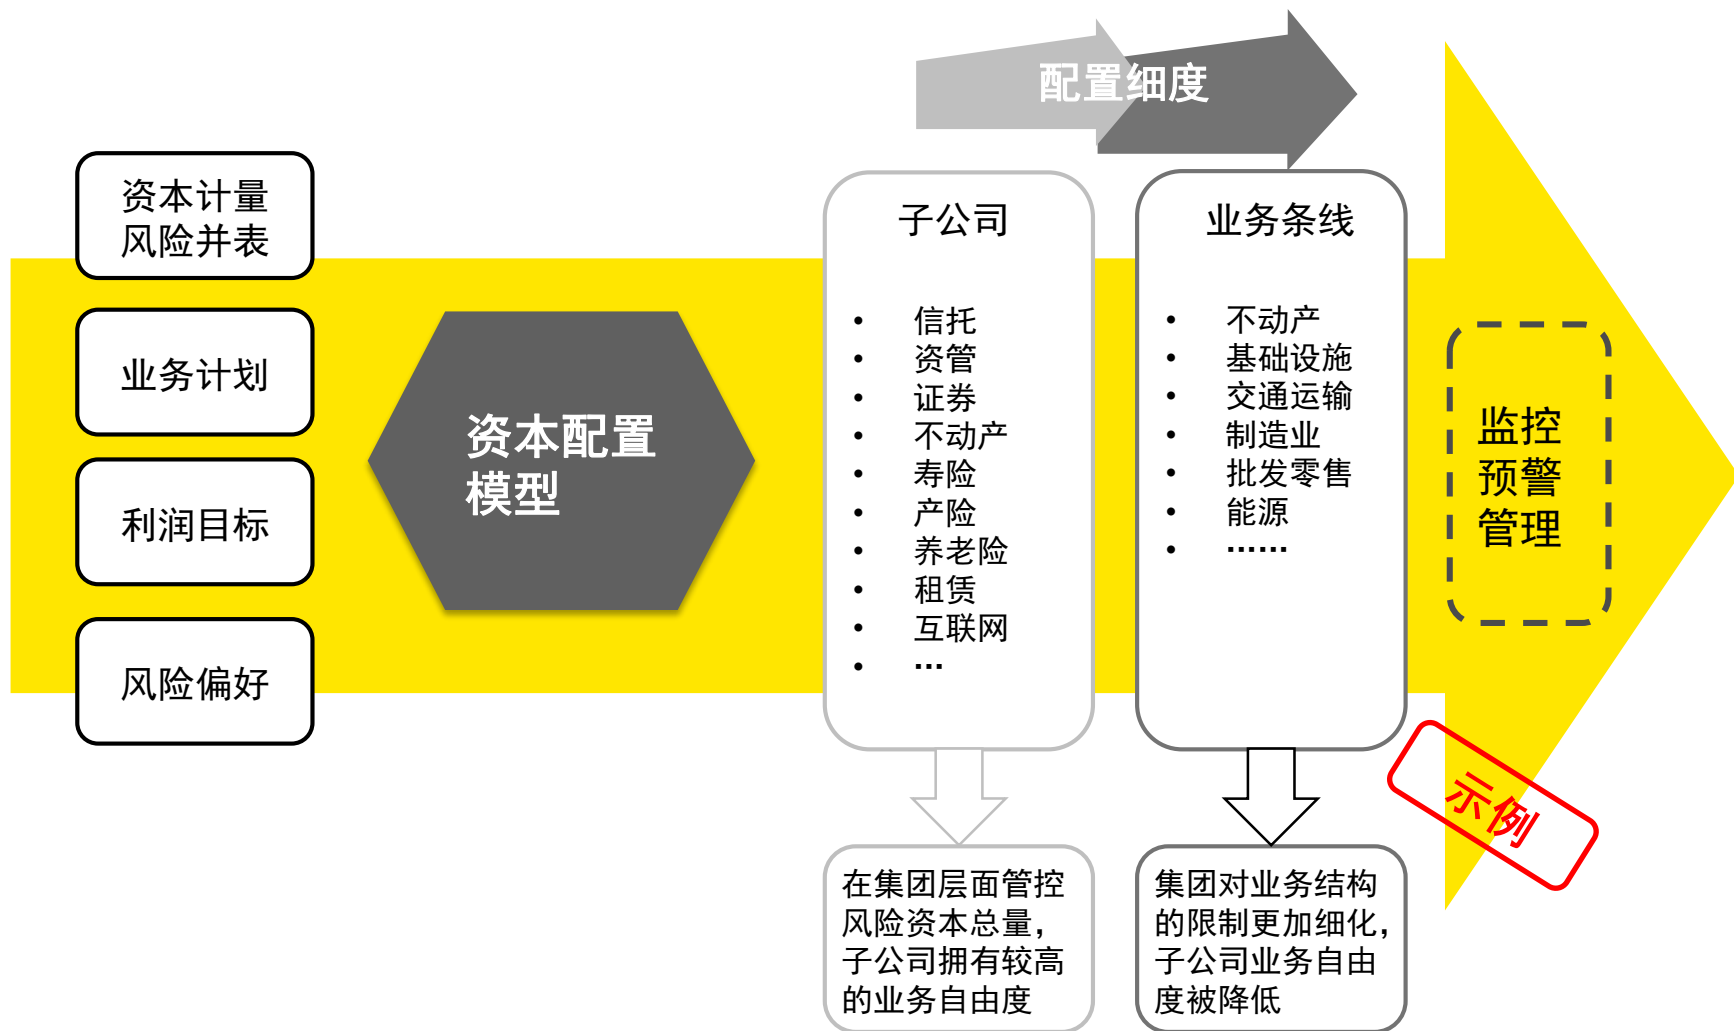 配置细度
资本计量
风险并表
业务计划
利润目标
风险偏好
资本配置
模型
子公司
• 信托
• 资管
• 证券
• 不动产
• 寿险
• 产险
• 养老险
• 租赁
• 互联网
• ...
业务条线
• 不动产
• 基础设施
• 交通运输
• 制造业
• 批发零售
• 能源
• ......
监控
预警
管理
示例
在集团层面管控
风险资本总量，
子公司拥有较高
的业务自由度
集团对业务结构
的限制更加细化，
子公司业务自由
度被降低